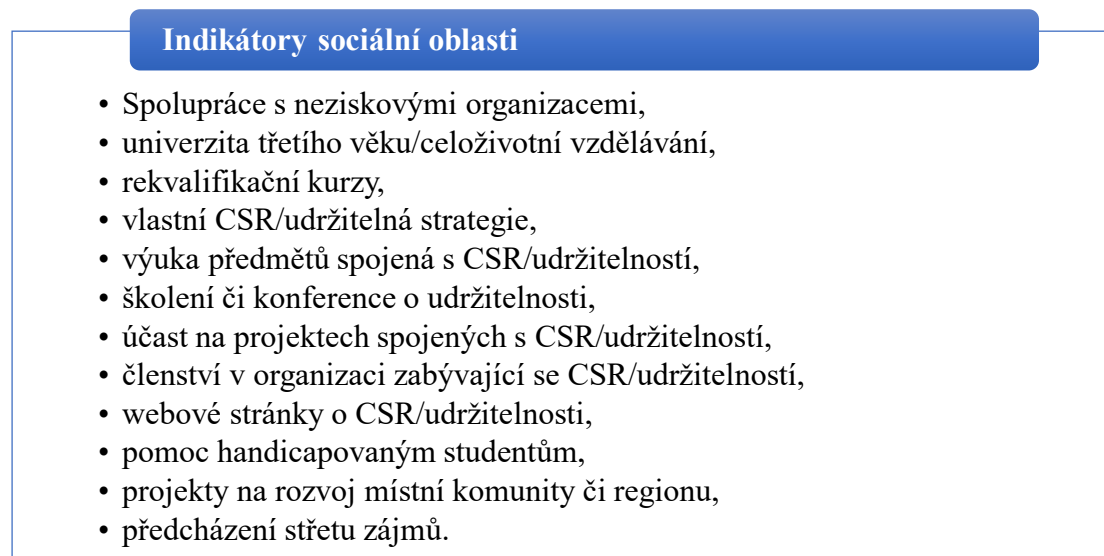 Indikátory sociální oblasti
• Spolupráce s neziskovými organizacemi,
• univerzita třetího věku/celoživotní vzdělávání,
• rekvalifikační kurzy,
• vlastní CSR/udržitelná strategie,
• výuka předmětů spojená s CSR/udržitelností,
• školení či konference o udržitelnosti,
• účast na projektech spojených s CSR/udržitelností,
• členství v organizaci zabývající se CSR/udržitelností,
• webové stránky o CSR/udržitelnosti,
• pomoc handicapovaným studentům,
• projekty na rozvoj místní komunity či regionu,
• předcházení střetu zájmů.